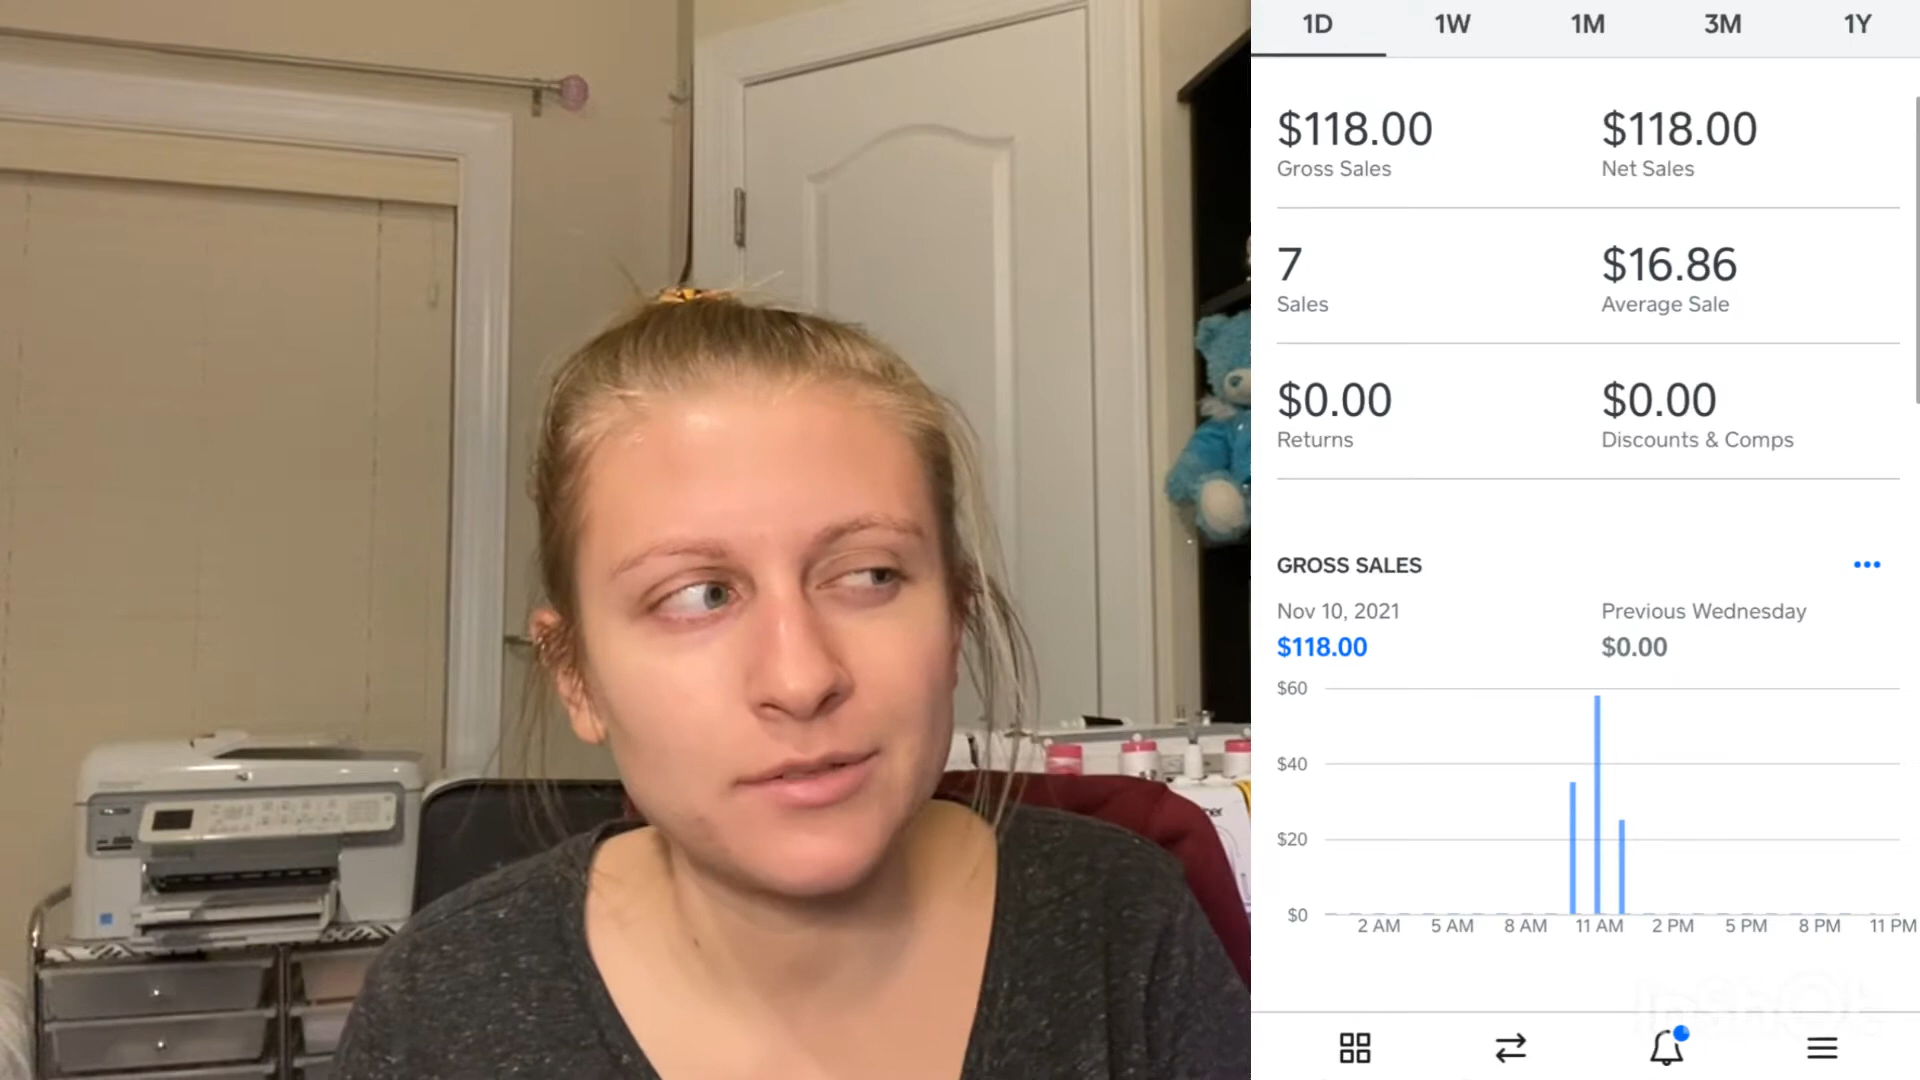 1D 1W 1M 3M 1Y
$118.00 $118.00
Gross Sales Net Sales
7 $16.86
Sales Average Sale
$0.00 $0.00
Returns Discounts & Comps
GROSS SALES
Nov 10, 2021 Previous Wednesday
$118.00 $0.00
$60
$40
$20
$0
2 AM 5 AM 8 AM 11 AM 2 PM 5 PM 8 PM 11 PM
InShOt